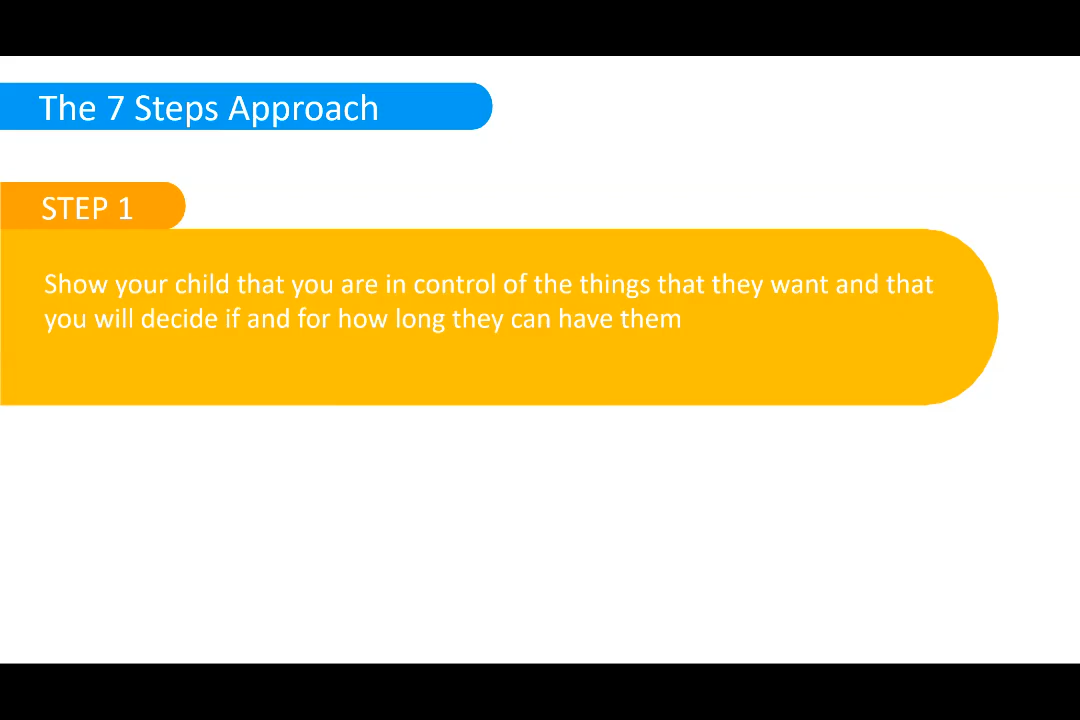 The 7 Steps Approach
STEP 1
Show your child that you are in control of the things that they want and that
you will decide if and for how long they can have them